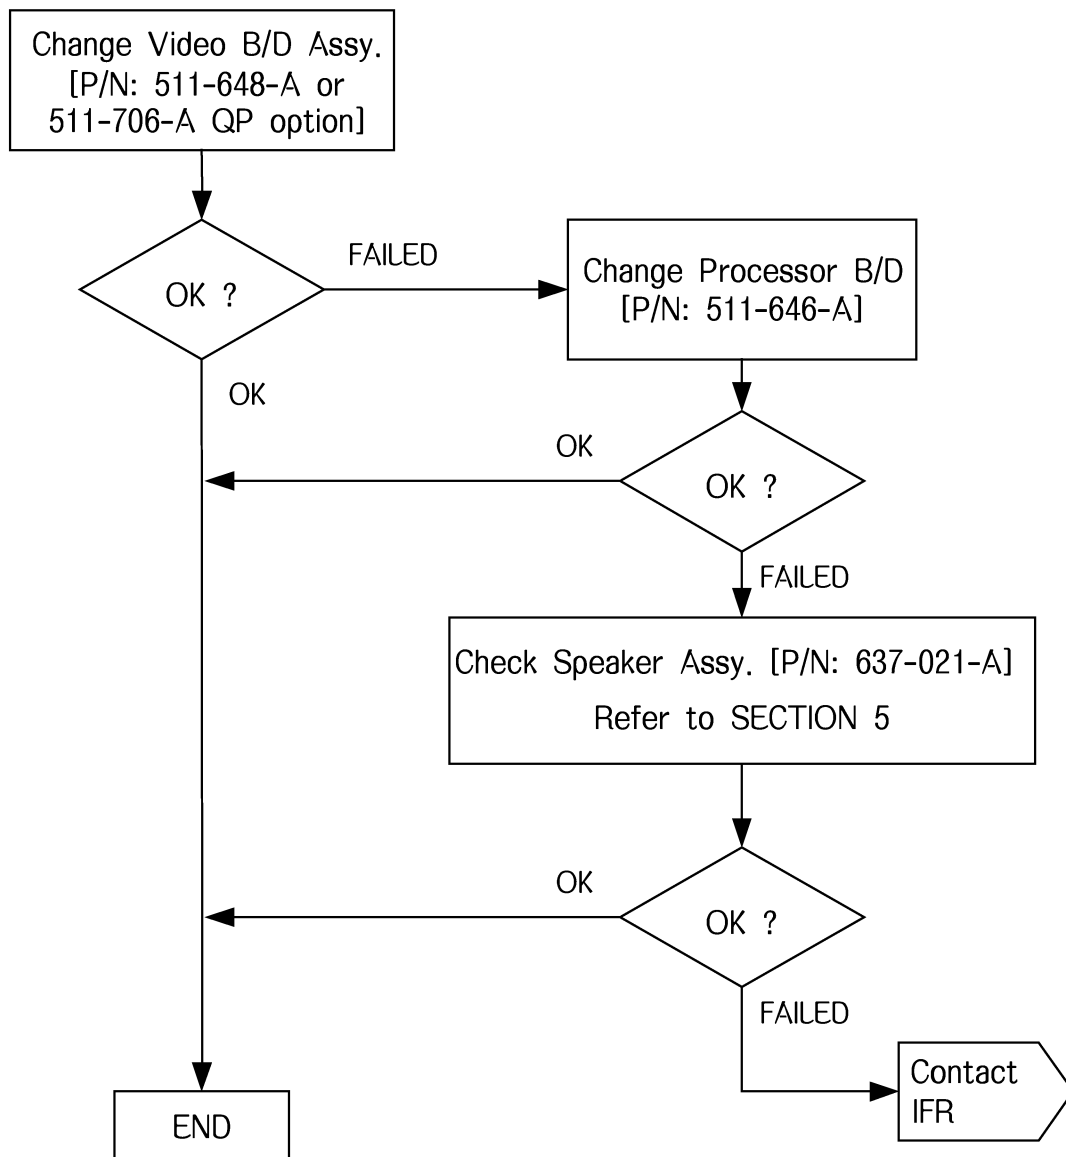 Change Video B/D Assy.
[P/N: 511-648-A or
511-706-A QP option]
OK ?
FAILED
Change Processor B/D
[P/N: 511-646-A]
OK
OK
OK ?
FAILED
Check Speaker Assy. [P/N: 637-021-A]
Refer to SECTION 5
OK
OK ?
FAILED
Contact
IFR
END